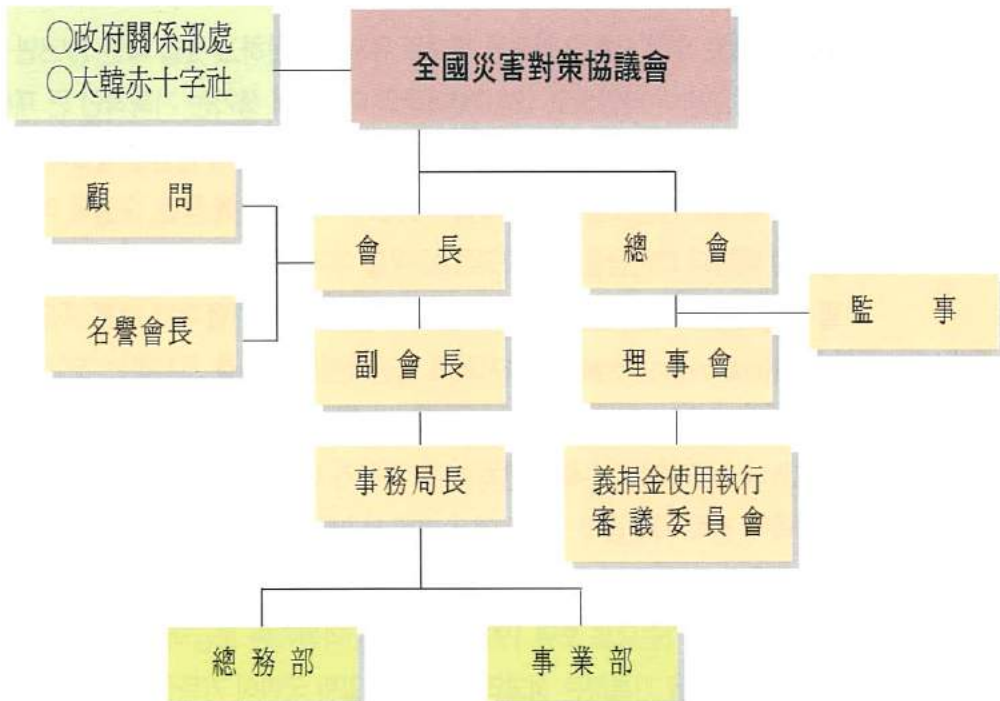 ○政府關係部處
○大韓赤十字社
全國災害對策協議會
顧問
會長
總會
名譽會長
監事
副會長
理事會
事務局長
義捐金使用執行
審議委員會
總務部
事業部